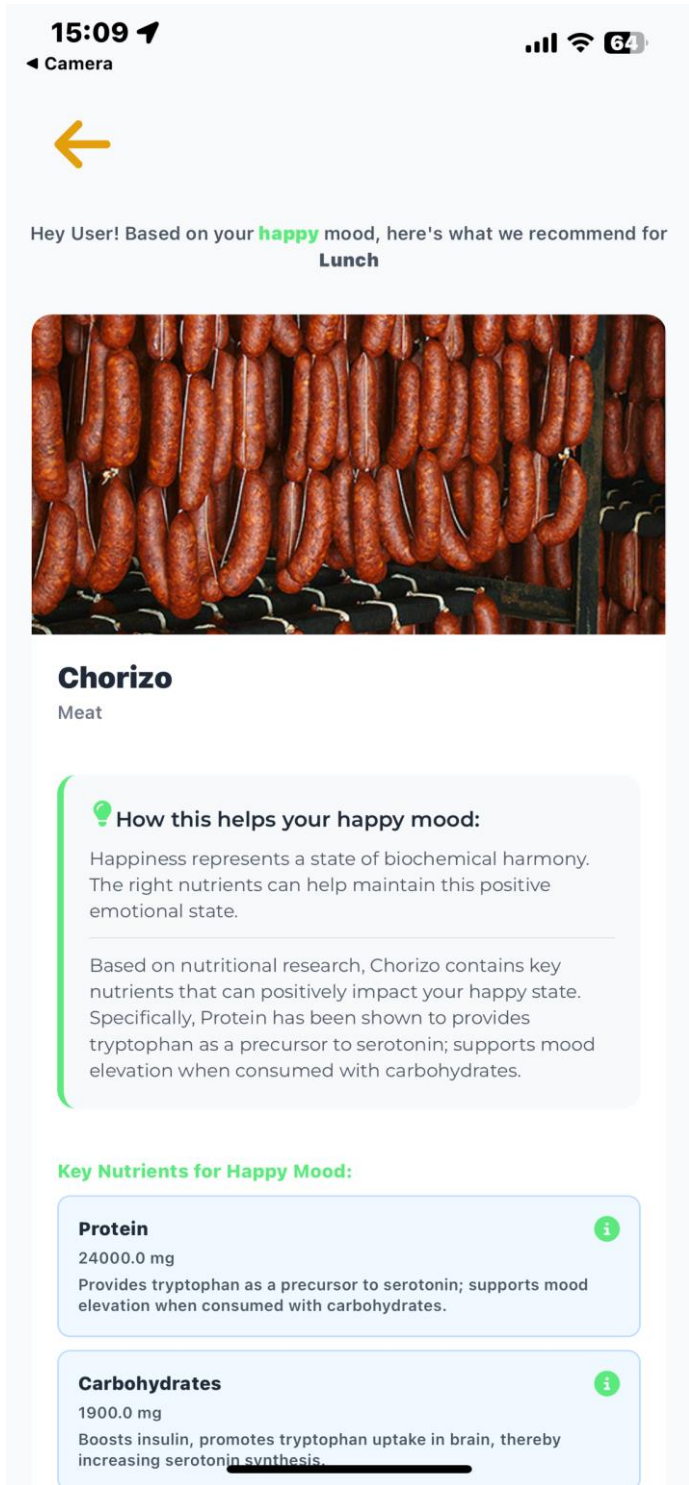 15:09
◀ Camera
64
Hey User! Based on your happy mood, here's what we recommend for
Lunch
Chorizo
Meat
How this helps your happy mood:
Happiness represents a state of biochemical harmony.
The right nutrients can help maintain this positive
emotional state.
Based on nutritional research, Chorizo contains key
nutrients that can positively impact your happy state.
Specifically, Protein has been shown to provides
tryptophan as a precursor to serotonin; supports mood
elevation when consumed with carbohydrates.
Key Nutrients for Happy Mood:
Protein
24000.0 mg
Provides tryptophan as a precursor to serotonin; supports mood
elevation when consumed with carbohydrates.
Carbohydrates
1900.0 mg
Boosts insulin, promotes tryptophan uptake in brain, thereby
increasing serotonin synthesis.